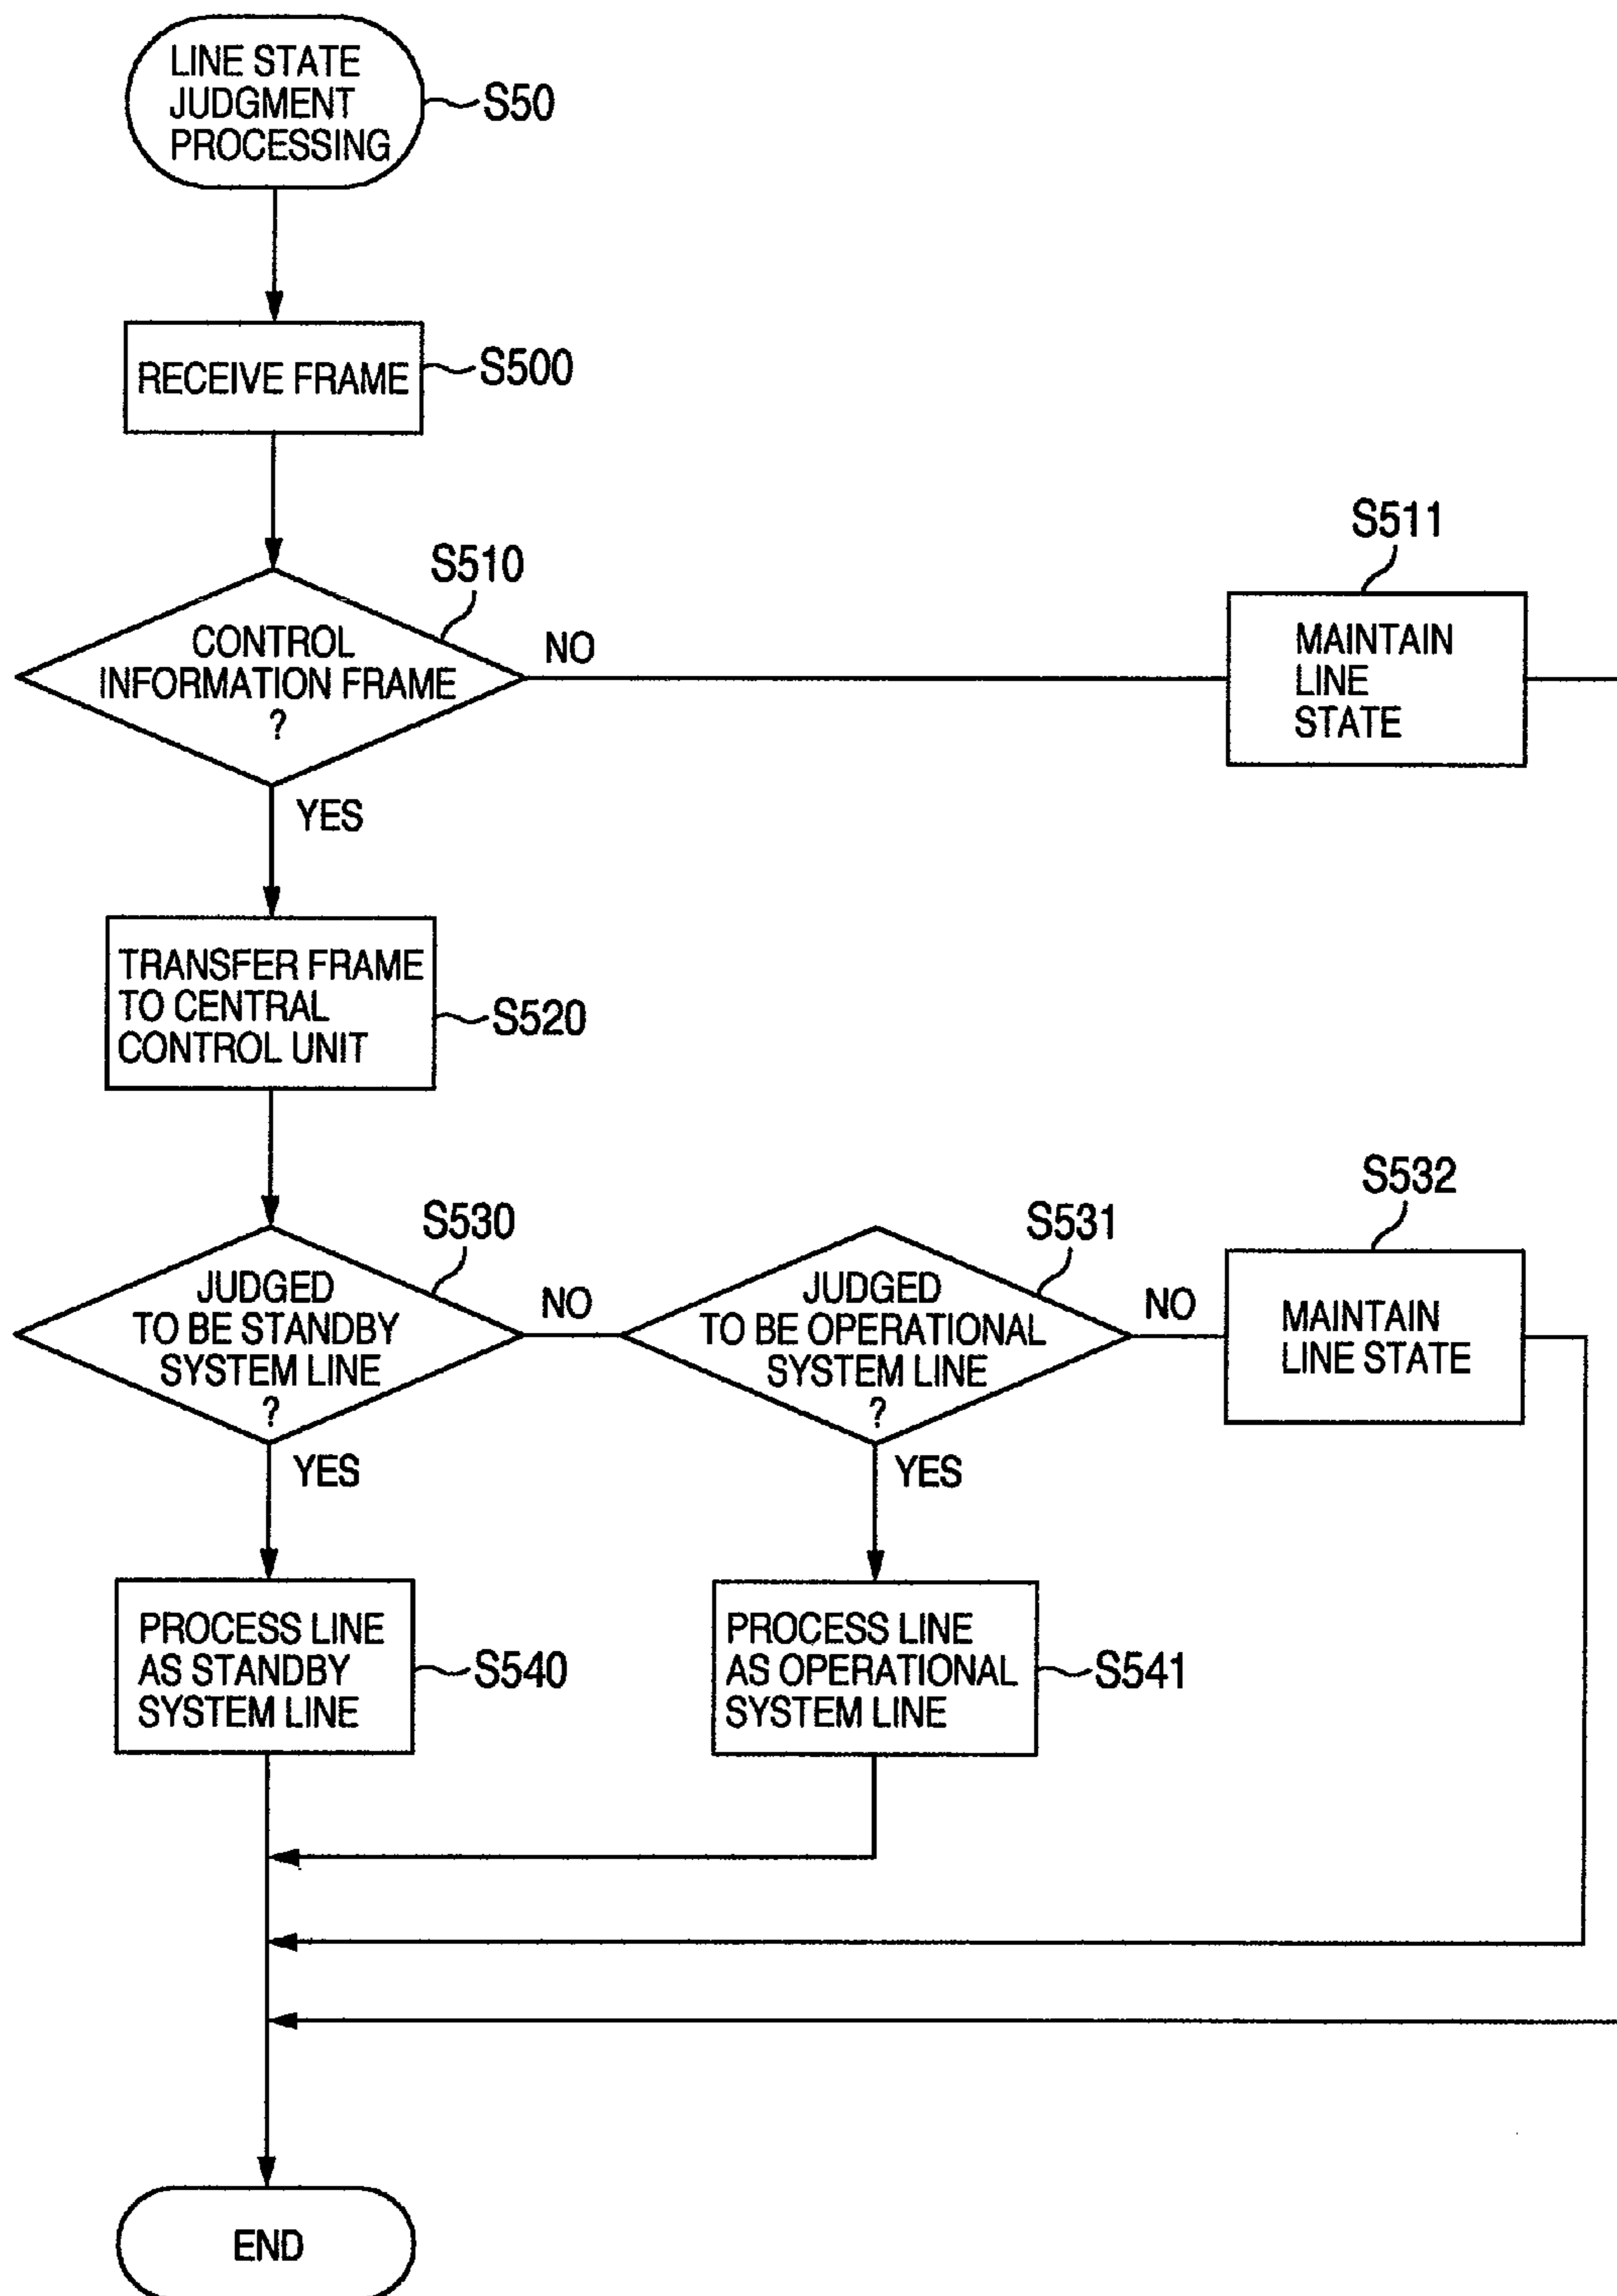 LINE STATE
JUDGMENT
PROCESSING
S50
RECEIVE FRAME
S500
S510
CONTROL
INFORMATION FRAME
?
NO
YES
S511
MAINTAIN
LINE
STATE
TRANSFER FRAME
TO CENTRAL
CONTROL UNIT
S520
S530
JUDGED
TO BE STANDBY
SYSTEM LINE
?
NO
YES
S531
JUDGED
TO BE OPERATIONAL
SYSTEM LINE
?
NO
YES
S532
MAINTAIN
LINE STATE
PROCESS LINE
AS STANDBY
SYSTEM LINE
S540
PROCESS LINE
AS OPERATIONAL
SYSTEM LINE
S541
END